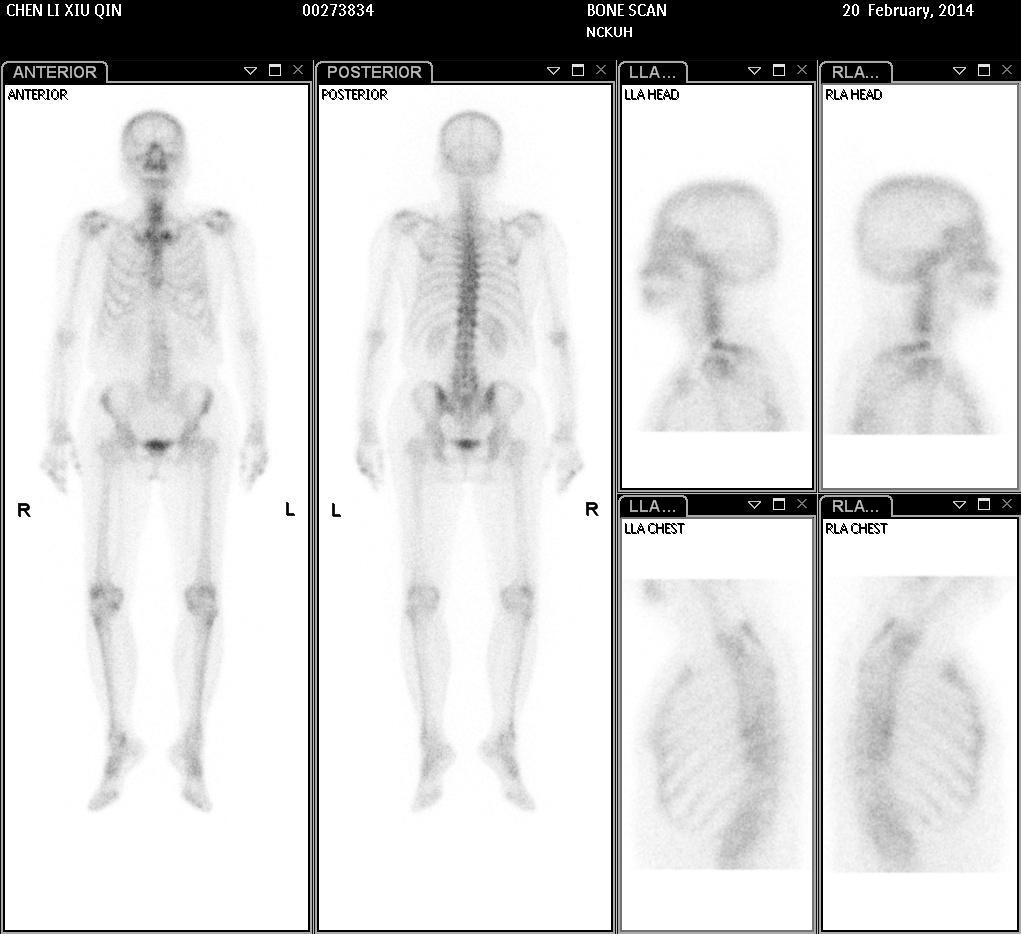 CHEN LI XIU QIN 00273834 BONE SCAN 20 February, 2014
NCKUH
ANTERIOR POSTERIOR LLA... RLA...
ANTERIOR POSTERIOR LLA HEAD RLA HEAD
R L L R
LLA... RLA...
LLA CHEST RLA CHEST